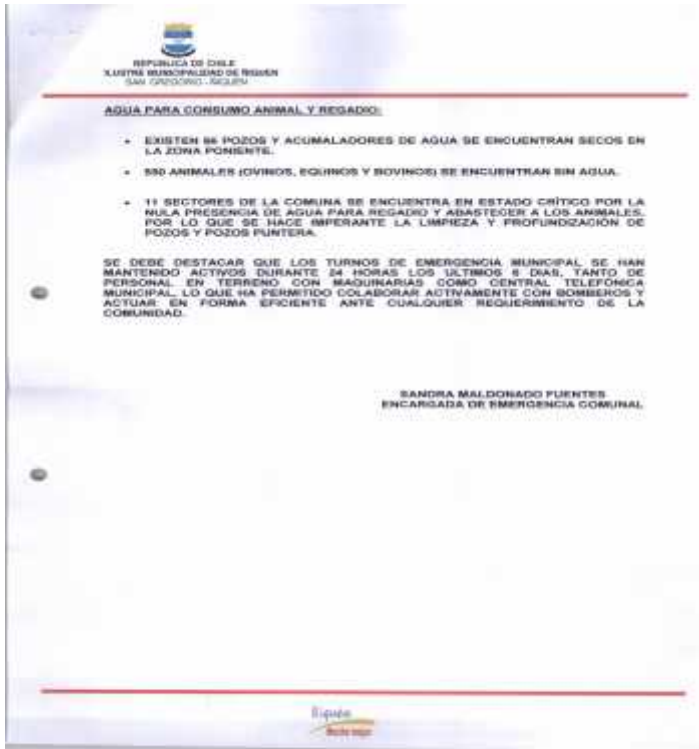 REPUBLICA DE CHILE
ILUSTRE MUNICIPALIDAD DE ÑIQUEN
SAN GREGORIO - ÑIQUEN
AGUA PARA CONSUMO ANIMAL Y REGADIO:
• EXISTEN 86 POZOS Y ACUMALADORES DE AGUA SE ENCUENTRAN SECOS EN
LA ZONA PONIENTE.
• 550 ANIMALES (OVINOS, EQUINOS Y BOVINOS) SE ENCUENTRAN SIN AGUA.
• 11 SECTORES DE LA COMUNA SE ENCUENTRA EN ESTADO CRÍTICO POR LA
NULA PRESENCIA DE AGUA PARA REGADIO Y ABASTECER A LOS ANIMALES,
POR LO QUE SE HACE IMPERANTE LA LIMPIEZA Y PROFUNDIZACIÓN DE
POZOS Y POZOS PUNTERA.
SE DEBE DESTACAR QUE LOS TURNOS DE EMERGENCIA MUNICIPAL SE HAN
MANTENIDO ACTIVOS DURANTE 24 HORAS LOS ULTIMOS 6 DIAS, TANTO DE
PERSONAL EN TERRENO CON MAQUINARIAS COMO CENTRAL TELEFÓNICA
MUNICIPAL, LO QUE HA PERMITIDO COLABORAR ACTIVAMENTE CON BOMBEROS Y
ACTUAR EN FORMA EFICIENTE ANTE CUALQUIER REQUERIMIENTO DE LA
COMUNIDAD.
SANDRA MALDONADO FUENTES
ENCARGADA DE EMERGENCIA COMUNAL
Ñiquén
Mucho mejor